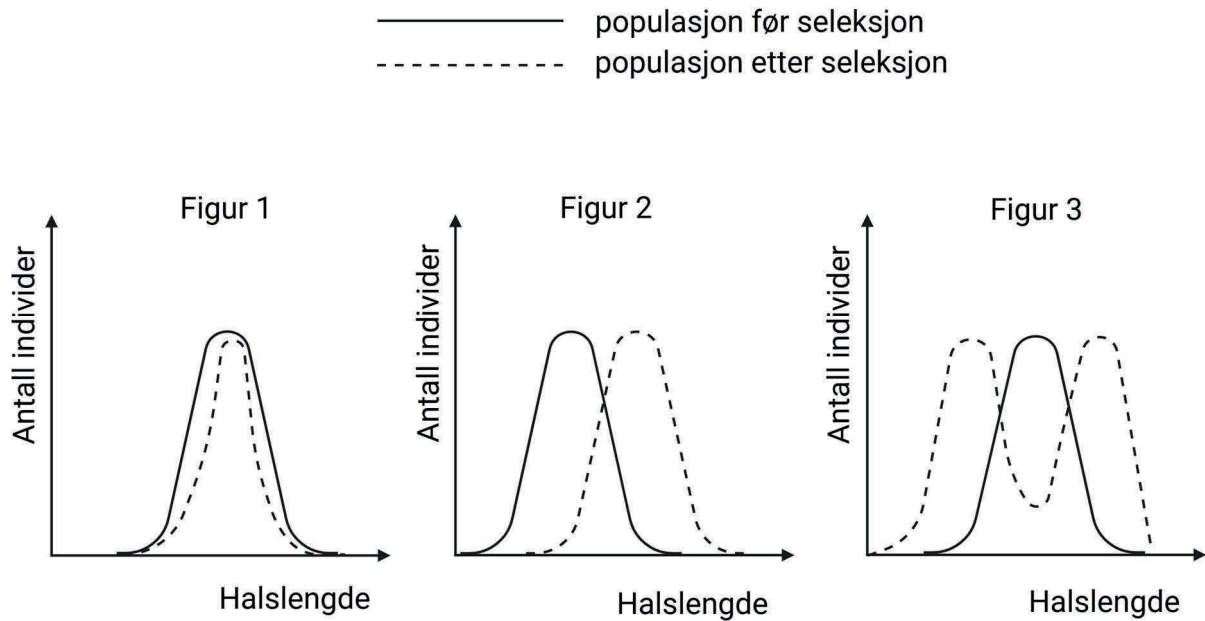 populasjon før seleksjon
populasjon etter seleksjon
Figur 1
Antall individer
Halslengde
Figur 2
Antall individer
Halslengde
Figur 3
Antall individer
Halslengde